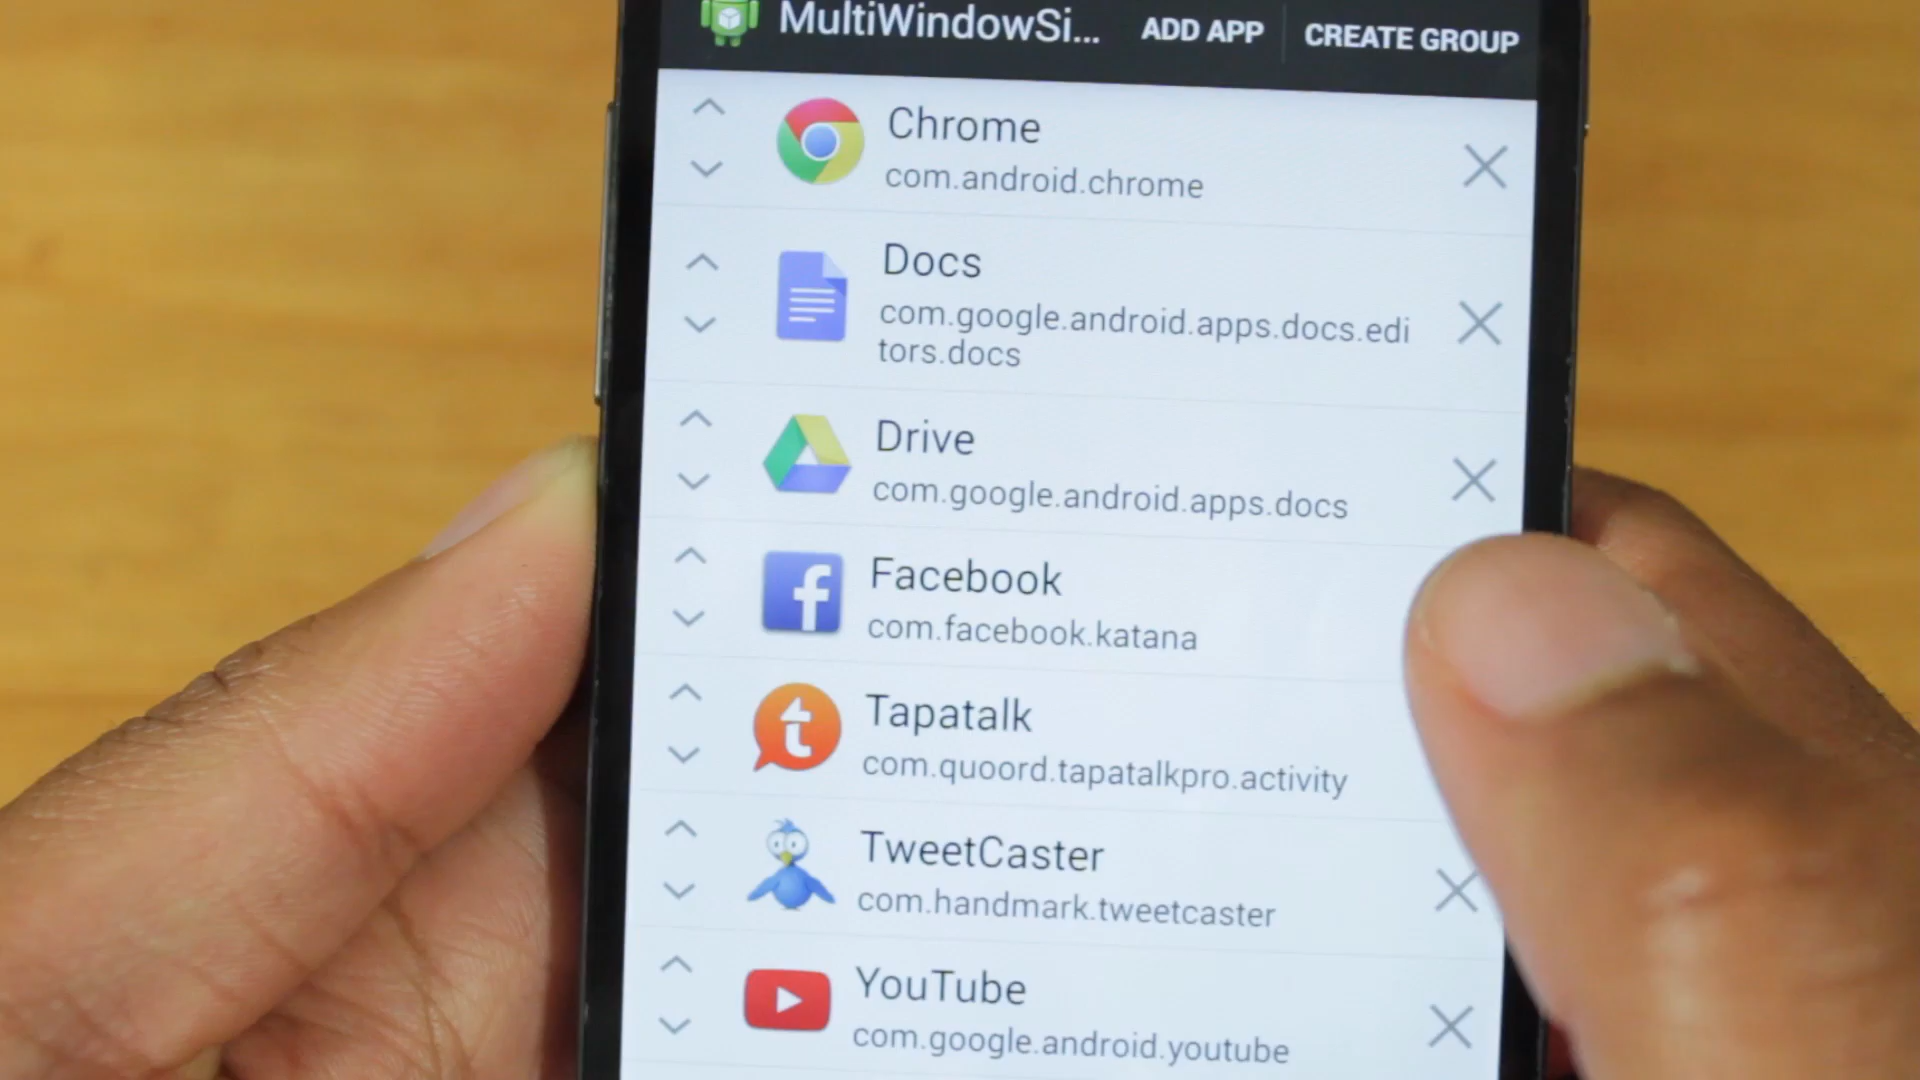 MultiWindowSi... ADD APP CREATE GROUP
Chrome
com.android.chrome
Docs
com.google.android.apps.docs.edi
tors.docs
Drive
com.google.android.apps.docs
Facebook
com.facebook.katana
Tapatalk
com.quoord.tapatalkpro.activity
TweetCaster
com.handmark.tweetcaster
YouTube
com.google.android.youtube